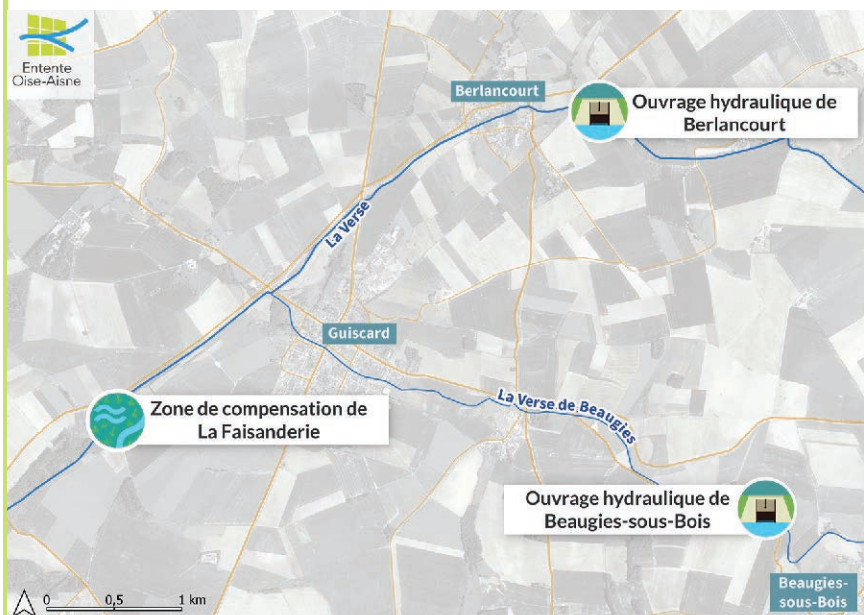 Entente
Oise-Aisne
Berlancourt
Ouvrage hydraulique de
Berlancourt
La Verse
Guiscard
Zone de compensation de
La Faisanderie
La Verse de Beaugies
Ouvrage hydraulique de
Beaugies-sous-Bois
Beaugies-
sous-Bois
0 0,5 1 km